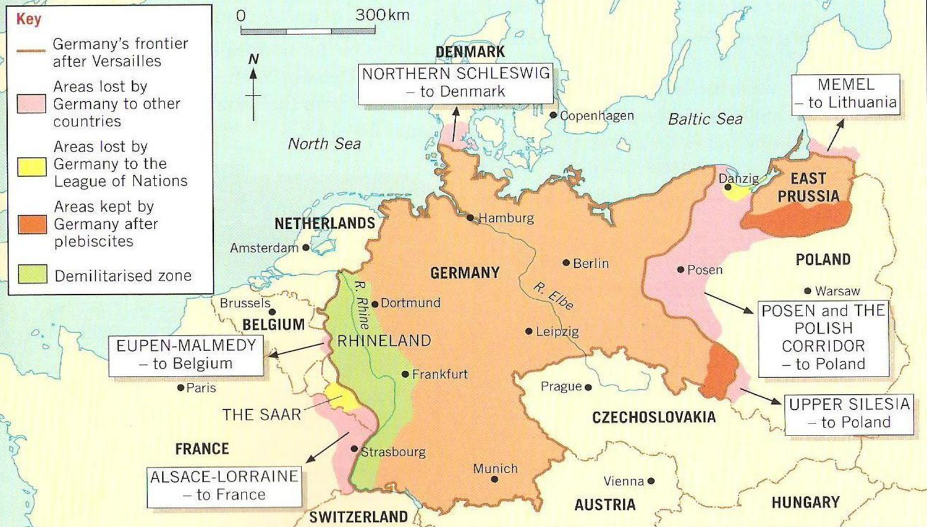 Key
Germany's frontier
after Versailles
Areas lost by
Germany to other
countries
Areas lost by
Germany to the
League of Nations
Areas kept by
Germany after
plebiscites
Demilitarised zone
0
300km
N
DENMARK
NORTHERN SCHLESWIG
– to Denmark
MEMEL
– to Lithuania
Copenhagen
Baltic Sea
North Sea
Danzig
EAST
PRUSSIA
NETHERLANDS
Hamburg
Amsterdam
GERMANY
Berlin
Posen
POLAND
Warsaw
R. Elbe
R. Rhine
Dortmund
Brussels
BELGIUM
Leipzig
POSEN and THE
POLISH
CORRIDOR
– to Poland
EUPEN-MALMEDY
– to Belgium
RHINELAND
Frankfurt
Paris
Prague
THE SAAR
CZECHOSLOVAKIA
UPPER SILESIA
– to Poland
FRANCE
Strasbourg
ALSACE-LORRAINE
– to France
Munich
Vienna
SWITZERLAND
AUSTRIA
HUNGARY